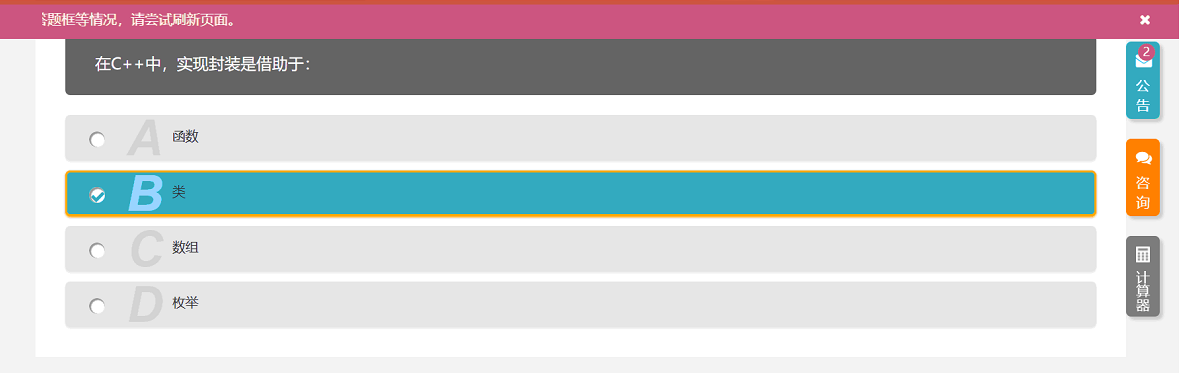 答题框等情况，请尝试刷新页面。
在C++中，实现封装是借助于：
A 函数
B 类
C 数组
D 枚举
2
公告
咨询
计算器